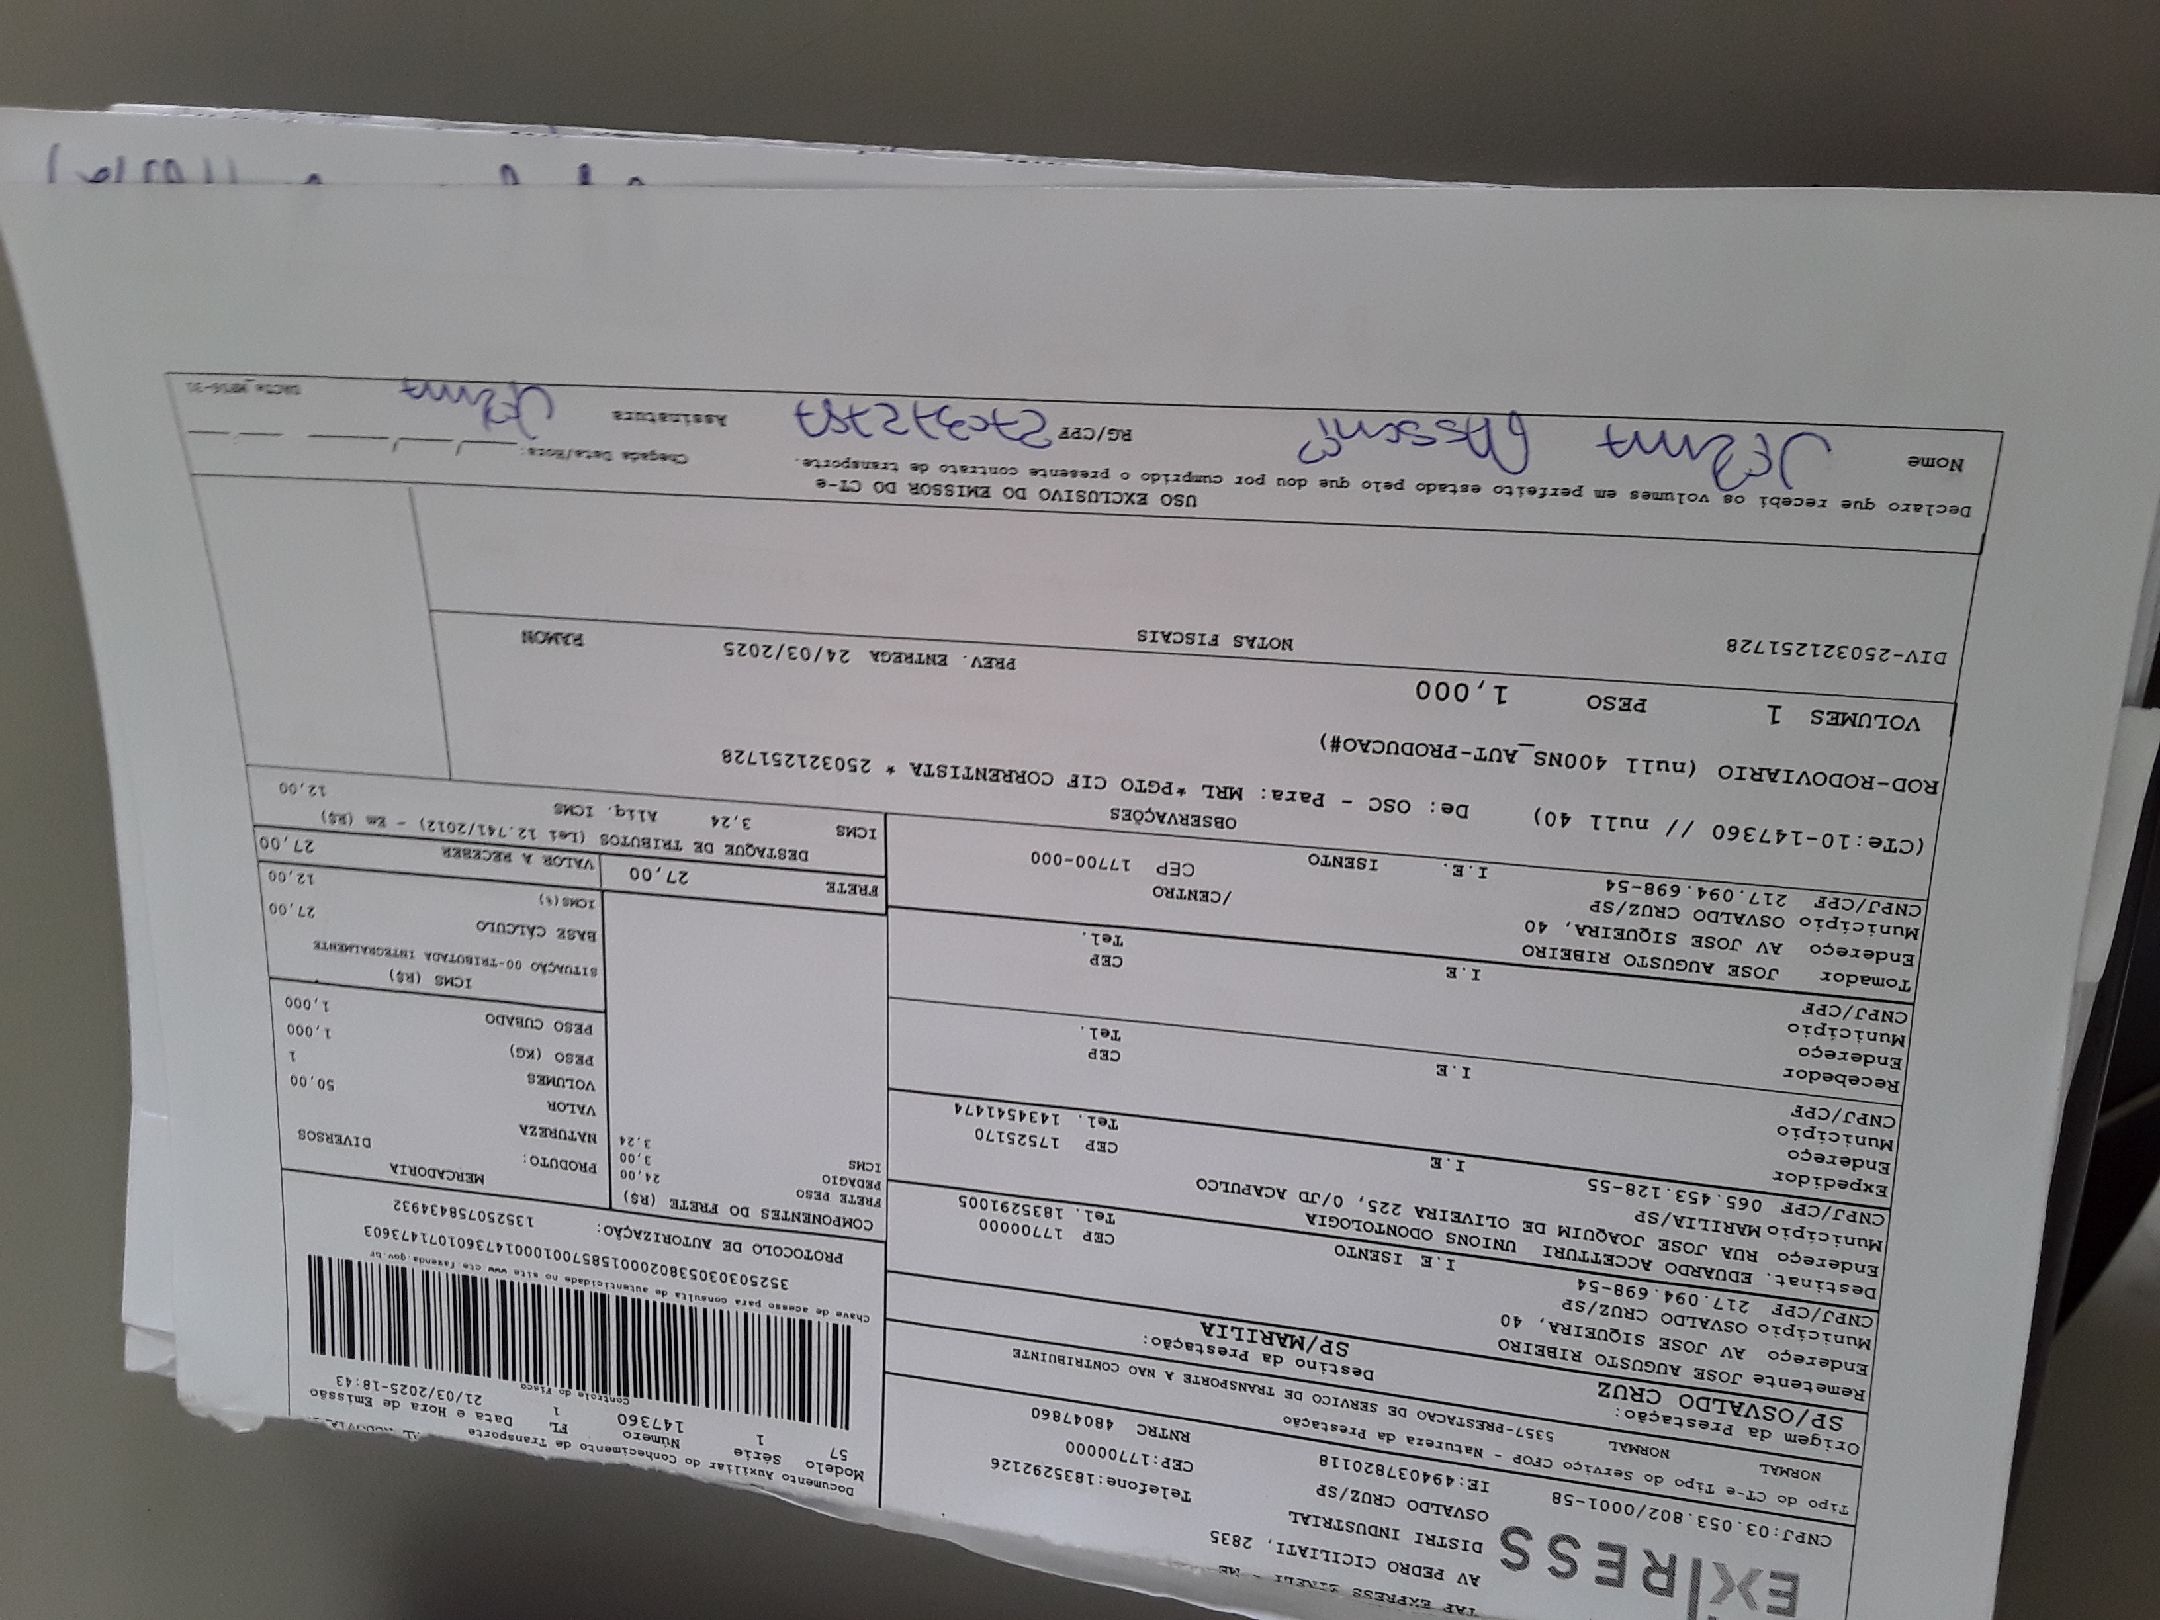 EX RESS
TAF EXPRESS EIRELI - ME
AV PEDRO CICILIATI, 2835
DISTRI INDUSTRIAL
OSVALDO CRUZ/SP
Telefone:1835292126
CEP:17700000
CNPJ:03.053.802/0001-58
IE:494037820118
RNTRC 48047860
Tipo do CT-e Tipo do Serviço CFOP - Natureza da Prestação
NORMAL NORMAL 5357-PRESTACAO DE SERVICO DE TRANSPORTE A NAO CONTRIBUINTE
Origem da Prestação:
SP/OSVALDO CRUZ
Destino da Prestação:
SP/MARILIA
Documento Auxiliar do Conhecimento de Transporte
Modelo Série Número FL Data e Hora de Emissão
57 1 147360 1 21/03/2025-18:43
Controle do Fisco
Chave de acesso para consulta de autenticidade no site www cte fazenda.gov.br
35250303053802000158570010001473601071473603
PROTOCOLO DE AUTORIZAÇÃO: 135250758434932
Remetente JOSE AUGUSTO RIBEIRO
Endereço AV JOSE SIQUEIRA, 40
Município OSVALDO CRUZ/SP
CNPJ/CPF 217.094.698-54
I.E ISENTO
CEP 17700000
Tel. 1835291005
Destinat. EDUARDO ACCETTURI UNIONS ODONTOLOGIA
Endereço RUA JOSE JOAQUIM DE OLIVEIRA 225, 0/JD ACAPULCO
Município MARILIA/SP
CNPJ/CPF 065.453.128-55
I.E
CEP 17525170
Tel. 1434541474
Expedidor
Endereço
Município
CNPJ/CPF
I.E
CEP
Tel.
Recebedor
Endereço
Município
CNPJ/CPF
I.E
CEP
Tel.
Tomador JOSE AUGUSTO RIBEIRO
Endereço AV JOSE SIQUEIRA, 40
/CENTRO
Município OSVALDO CRUZ/SP
CEP 17700-000
CNPJ/CPF 217.094.698-54
I.E. ISENTO
COMPONENTES DO FRETE (R$)
FRETE PESO 24,00
PEDAGIO 3,00
ICMS 3,24
FRETE 27,00
MERCADORIA
PRODUTO: DIVERSOS
NATUREZA
VALOR 50,00
VOLUMES 1
PESO (KG) 1,000
PESO CUBADO 1,000
ICMS (R$)
SITUAÇÃO 00-TRIBUTADA INTEGRALMENTE
BASE CÁLCULO 27,00
ICMS(%) 12,00
VALOR A RECEBER 27,00
DESTAQUE DE TRIBUTOS (Lei 12.741/2012) - Em (R$)
ICMS 3,24 Aliq. ICMS 12,00
OBSERVAÇÕES
(CTe:10-147360 // null 40) De: OSC - Para: MRL *PGTO CIF CORRENTISTA * 250321251728
ROD-RODOVIARIO (null 400NS_AUT-PRODUCAO#)
VOLUMES 1 PESO 1,000
PREV. ENTREGA 24/03/2025 RAMON
NOTAS FISCAIS
DIV-250321251728
USO EXCLUSIVO DO EMISSOR DO CT-e
Declaro que recebi os volumes em perfeito estado pelo que dou por cumprido o presente contrato de transporte.
Chegada Data/Hora: / /
Nome
RG/CPF
Assinatura